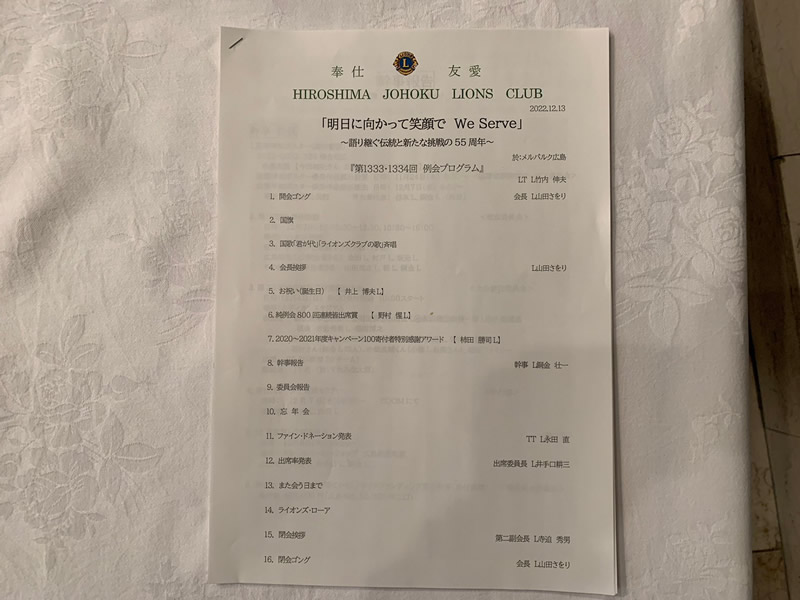 奉仕 L 友愛
HIROSHIMA JOHOKU LIONS CLUB
2022.12.13
「明日に向かって笑顔で We Serve」
～語り継ぐ伝統と新たな挑戦の 55 周年～
於:メルパルク広島
『第1333・1334回 例会プログラム』
LT L竹内 伸夫
1. 開会ゴング 会長 L山田さをり
2. 国旗
3. 国歌「君が代」「ライオンズクラブの歌」斉唱
4. 会長挨拶 L山田さをり
5. お祝い(誕生日) 【 井上 博夫L】
6. 純例会 800 回連続皆出席賞 【 野村 惺L】
7. 2020～2021年度キャンペーン100寄付者特別感謝アワード 【 柿田 勝司L】
8. 幹事報告 幹事 L 壮一
9. 委員会報告
10. 忘 年 会
11. ファイン・ドネーション発表 TT L永田 直
12. 出席率発表 出席委員長 L井手口耕三
13. また会う日まで
14. ライオンズ・ローア
15. 閉会挨拶 第二副会長 L寺迫 秀男
16. 閉会ゴング 会長 L山田さをり